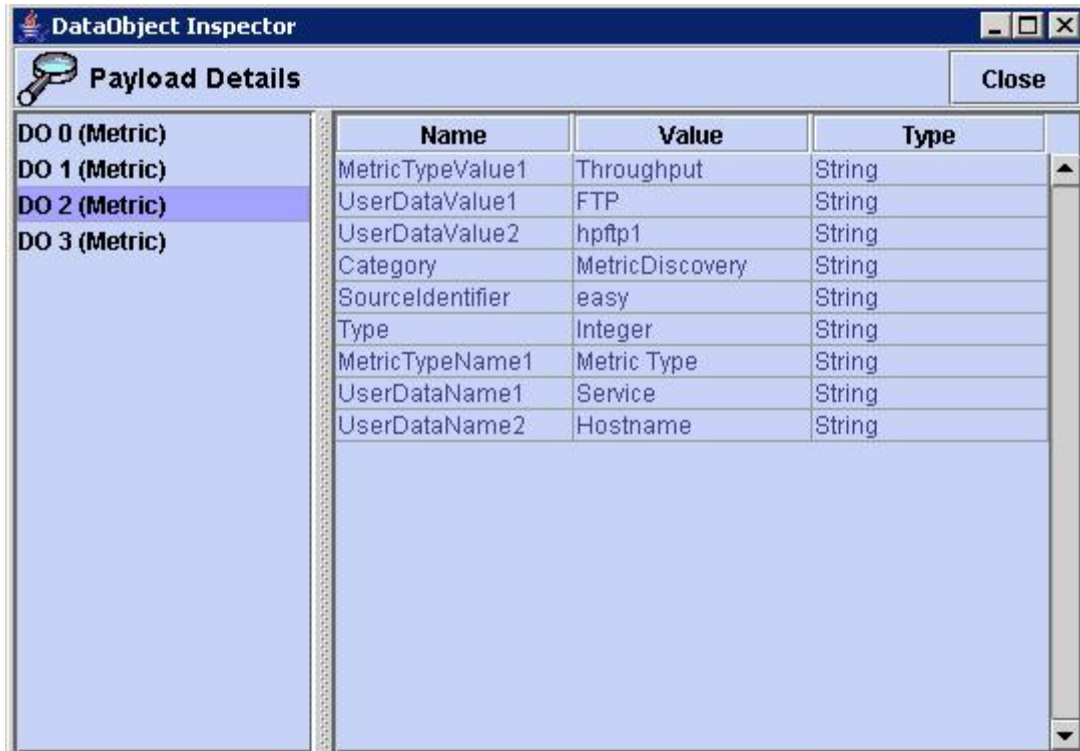 DataObject Inspector
Payload Details
Close
DO 0 (Metric)
DO 1 (Metric)
DO 2 (Metric)
DO 3 (Metric)
Name Value Type
MetricTypeValue1 Throughput String
UserDataValue1 FTP String
UserDataValue2 hpftp1 String
Category MetricDiscovery String
SourceIdentifier easy String
Type Integer String
MetricTypeName1 Metric Type String
UserDataName1 Service String
UserDataName2 Hostname String